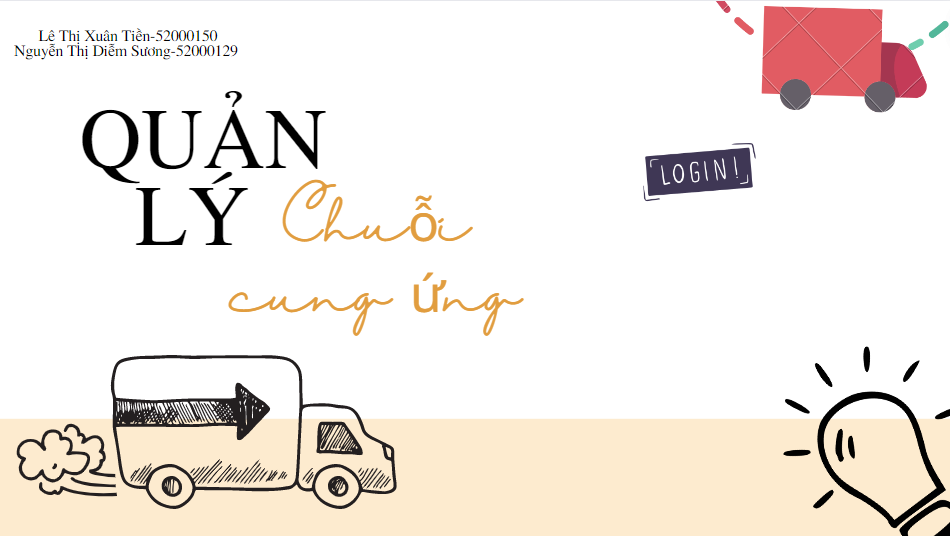 Lê Thị Xuân Tiền-52000150
Nguyễn Thị Diễm Sương-52000129
QUẢN
LÝ Chuỗi
cung ứng
LOGIN!